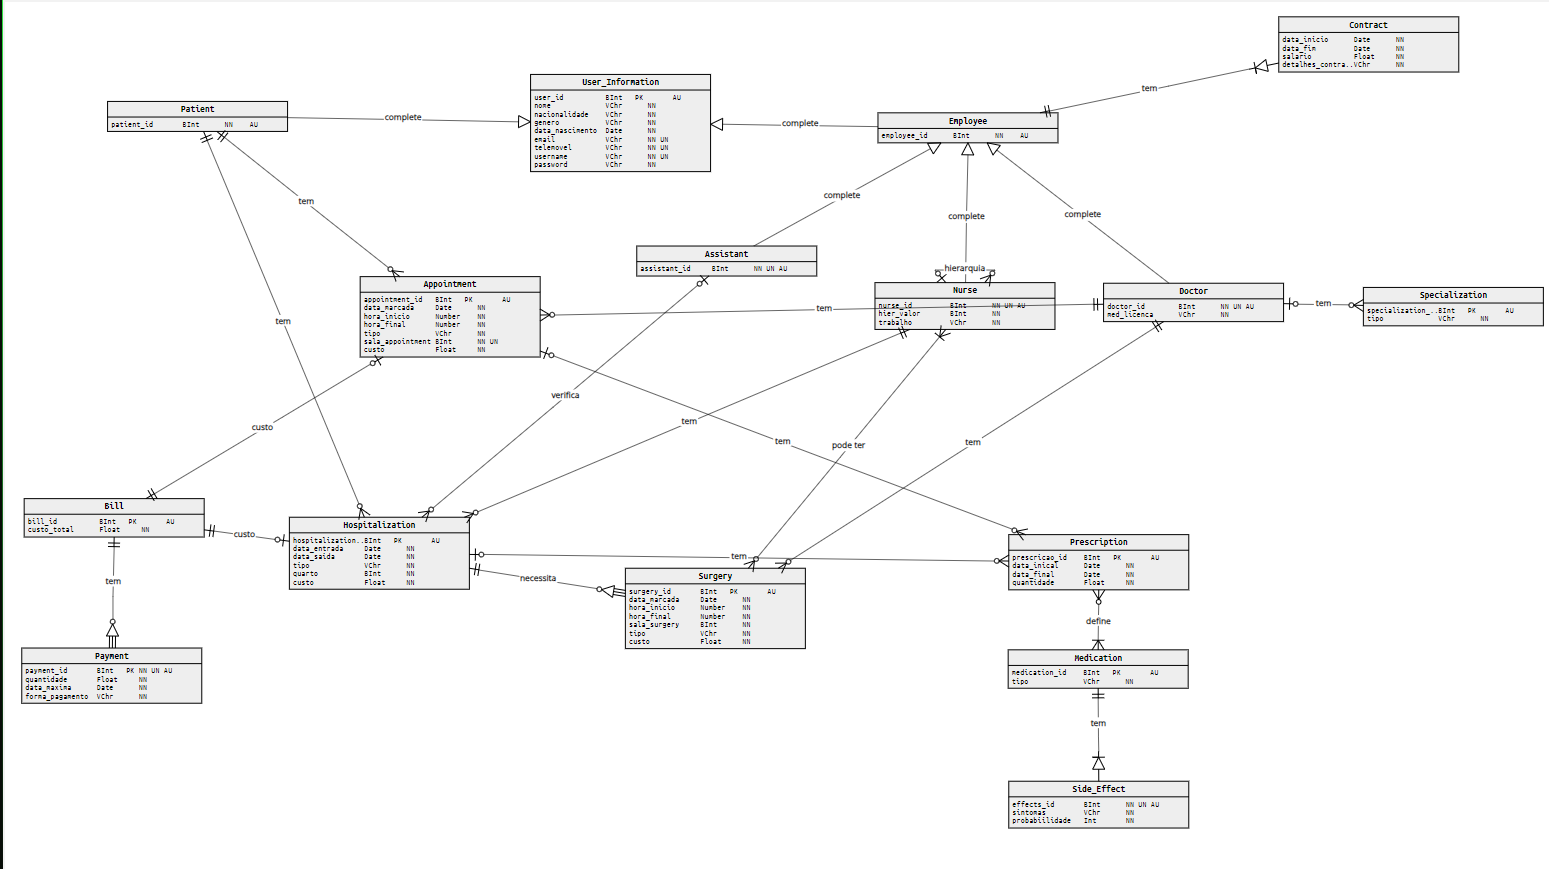 Contract
data_inicio Date NN
data_fim Date NN
salario Float NN
detalhes_contra..VChr NN
User_Information
user_id BInt PK AU
nome VChr NN
nacionalidade VChr NN
genero VChr NN
data_nascimento Date NN
email VChr NN UN
telemovel VChr NN UN
username VChr NN UN
password VChr NN
Patient
patient_id BInt NN AU
Employee
employee_id BInt NN AU
tem
complete
complete
complete
complete
complete
tem
Assistant
assistant_id BInt NN UN AU
hierarquia
Nurse
nurse_id BInt NN UN AU
hier_valor BInt NN
trabalho VChr NN
Doctor
doctor_id BInt NN UN AU
med_licenca VChr NN
tem
Specialization
specialization_..BInt PK AU
tipo VChr NN
Appointment
appointment_id BInt PK AU
data_marcada Date NN
hora_inicio Number NN
hora_final Number NN
tipo VChr NN
sala_appointment BInt NN UN
custo Float NN
tem
tem
verifica
custo
tem
tem
pode ter
tem
Bill
bill_id BInt PK AU
custo_total Float NN
custo
Hospitalization
hospitalization..BInt PK AU
data_entrada Date NN
data_saida Date NN
tipo VChr NN
quarto BInt NN
custo Float NN
tem
necessita
Surgery
surgery_id BInt PK AU
data_marcada Date NN
hora_inicio Number NN
hora_final Number NN
sala_surgery BInt NN
tipo VChr NN
custo Float NN
Prescription
prescricao_id BInt PK AU
data_inical Date NN
data_final Date NN
quantidade Float NN
tem
define
Payment
payment_id BInt PK NN UN AU
quantidade Float NN
data_maxima Date NN
forma_pagamento VChr NN
Medication
medication_id BInt PK AU
tipo VChr NN
tem
Side_Effect
effects_id BInt NN UN AU
sintomas VChr NN
probabiilidade Int NN